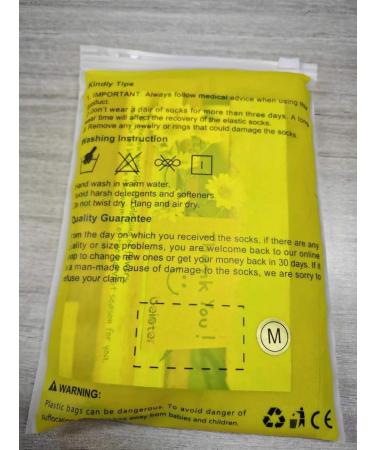 Kindly Tips
IMPORTANT: Always follow medical advice when using the
product.
Don't wear a pair of socks for more than three days. A long
wear time will affect the recovery of the elastic socks.
Remove any jewelry or rings that could damage the socks.
Washing Instruction
Hand wash in warm water.
Avoid harsh detergents and softeners.
Do not twist dry. Hang and air dry.
Quality Guarantee
From the day on which you received the socks, if there are any
quality or size problems, you are welcome back to our online
shop to change new ones or get your money back in 30 days. If it
is a man-made cause of damage to the socks, we are sorry to
refuse your claim.
Thank you!
M
WARNING:
Plastic bags can be dangerous. To avoid danger of
suffocation, away from babies and children.
CE